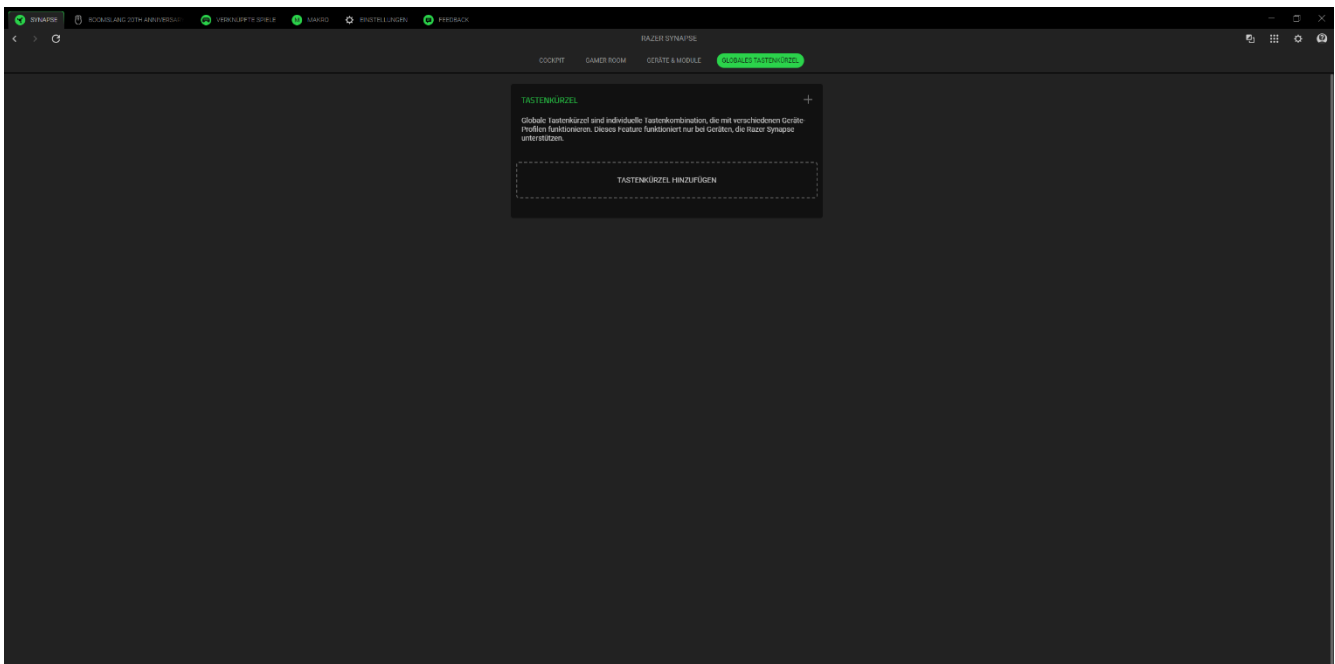 SYNAPSE
BOOMSLANG 20TH ANNIVERSAR
VERKNÜPFTE SPIELE
MAKRO
EINSTELLUNGEN
FEEDBACK
RAZER SYNAPSE
COCKPIT
GAMER ROOM
GERÄTE & MODULE
GLOBALES TASTENKÜRZEL
TASTENKÜRZEL
Globale Tastenkürzel sind individuelle Tastenkombination, die mit verschiedenen Geräte-
Profilen funktionieren. Dieses Feature funktioniert nur bei Geräten, die Razer Synapse
unterstützen.
TASTENKÜRZEL HINZUFÜGEN